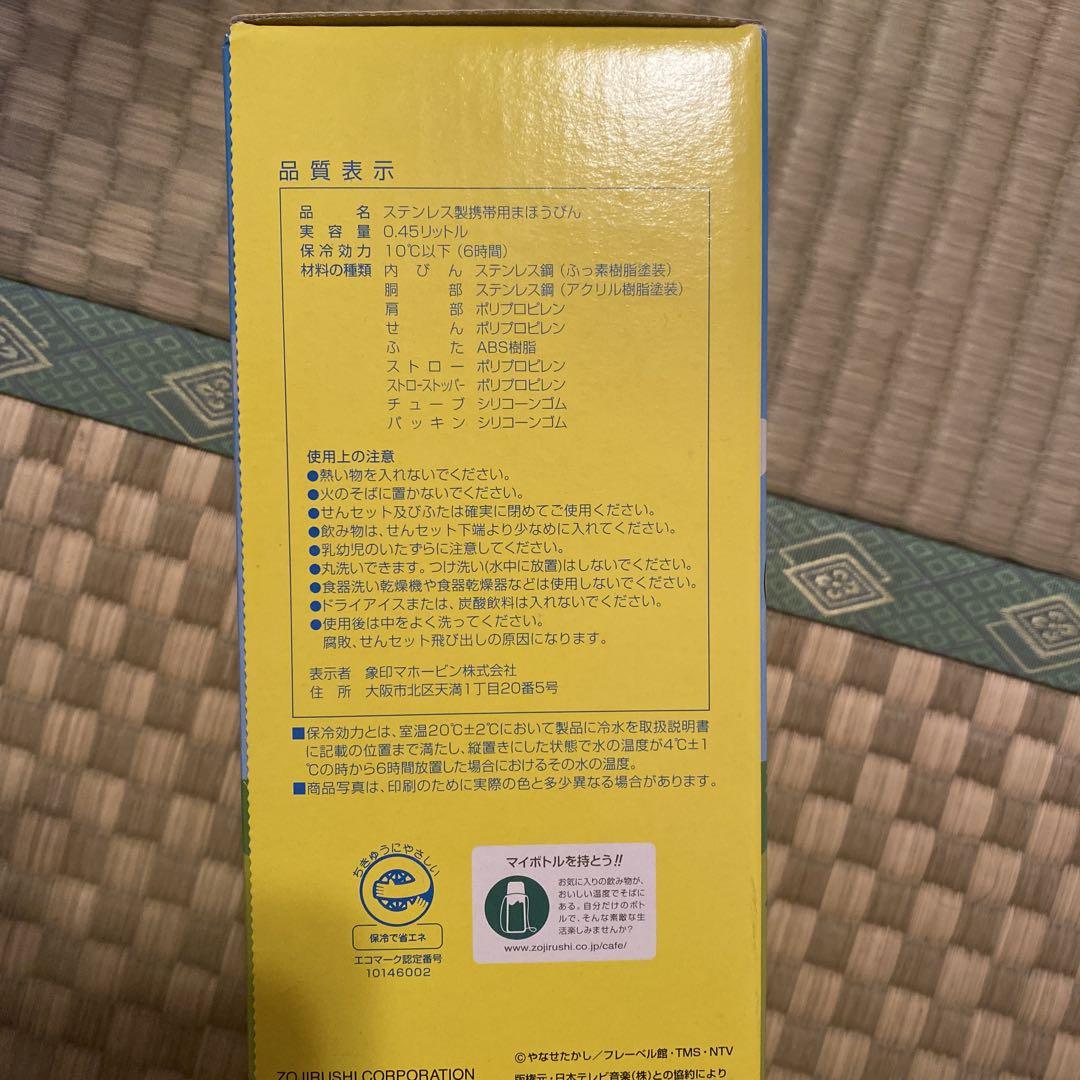 品質表示
品名 ステンレス製携帯用まほうびん
実容量 0.45リットル
保冷効力 10℃以下（6時間）
材料の種類 内びん ステンレス鋼（ふっ素樹脂塗装）
胴部 ステンレス鋼（アクリル樹脂塗装）
肩部 ポリプロピレン
せん ポリプロピレン
ふた ABS樹脂
ストロー ポリプロピレン
ストローストッパー ポリプロピレン
チューブ シリコーンゴム
パッキン シリコーンゴム
使用上の注意
●熱い物を入れないでください。
●火のそばに置かないでください。
●せんセット及びふたは確実に閉めてご使用ください。
●飲み物は、せんセット下端より少なめに入れてください。
●乳幼児のいたずらに注意してください。
●丸洗いできます。つけ洗い(水中に放置)はしないでください。
●食器洗い乾燥機や食器乾燥器などは使用しないでください。
●ドライアイスまたは、炭酸飲料は入れないでください。
●使用後は中をよく洗ってください。
腐敗、せんセット飛び出しの原因になります。
表示者 象印マホービン株式会社
住所 大阪市北区天満1丁目20番5号
■保冷効力とは、室温20℃±2℃において製品に冷水を取扱説明書
に記載の位置まで満たし、縦置きにした状態で水の温度が4℃±1
℃の時から6時間放置した場合におけるその水の温度。
■商品写真は、印刷のために実際の色と多少異なる場合があります。
ちきゅうにやさしい
保冷で省エネ
エコマーク認定番号
10146002
マイボトルを持とう!!
お気に入りの飲み物が、
おいしい温度でそばに
ある。自分だけのボト
ルで、そんな素敵な生
活楽しみませんか?
www.zojirushi.co.jp/cafe/
©やなせたかし／フレーベル館・TMS・NTV
ZOJIRUSHI CORPORATION
版権元・日本テレビ音楽(株)との協約により